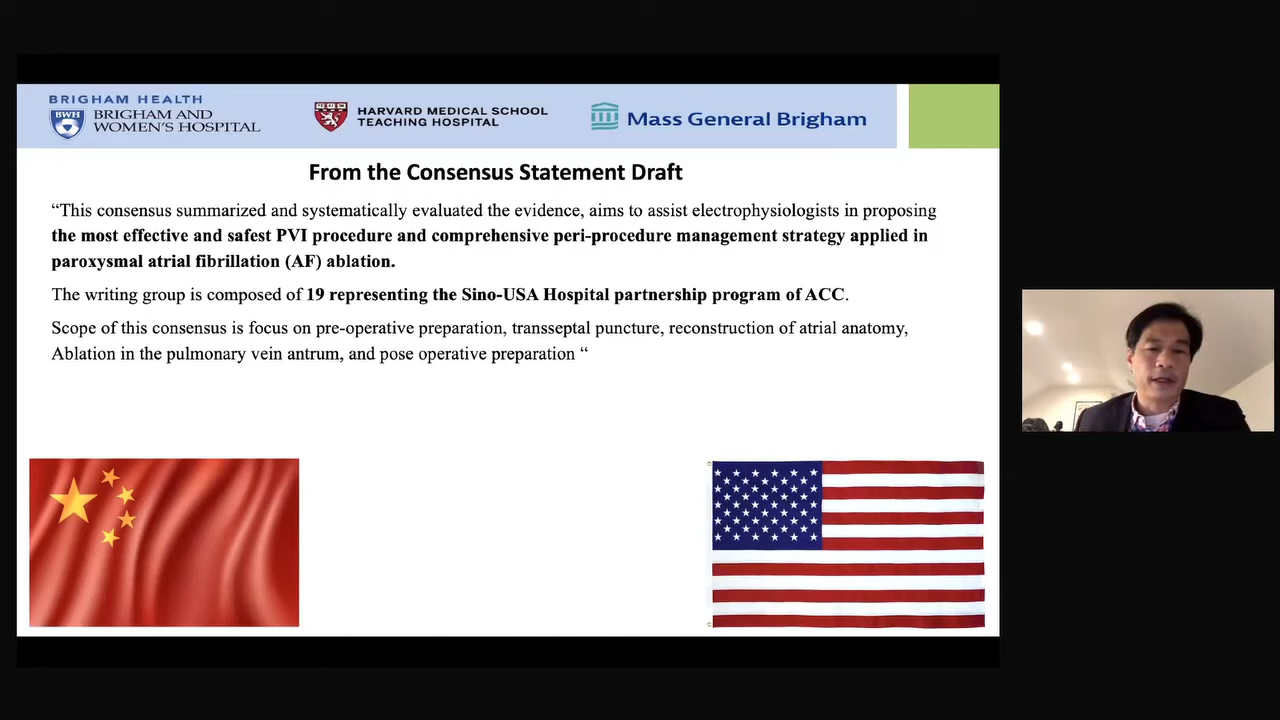 BRIGHAM HEALTH
BWH
BRIGHAM AND
WOMEN'S HOSPITAL
HARVARD MEDICAL SCHOOL
TEACHING HOSPITAL
Mass General Brigham
From the Consensus Statement Draft
“This consensus summarized and systematically evaluated the evidence, aims to assist electrophysiologists in proposing
the most effective and safest PVI procedure and comprehensive peri-procedure management strategy applied in
paroxysmal atrial fibrillation (AF) ablation.
The writing group is composed of 19 representing the Sino-USA Hospital partnership program of ACC.
Scope of this consensus is focus on pre-operative preparation, transseptal puncture, reconstruction of atrial anatomy,
Ablation in the pulmonary vein antrum, and pose operative preparation “